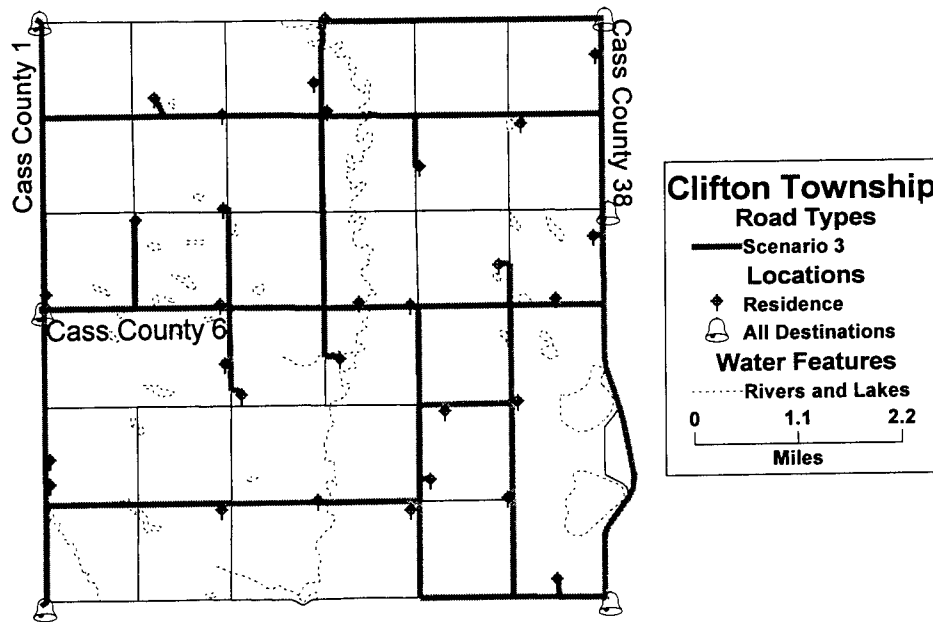 Cass County 1
Cass County 38
Cass County 6
Clifton Township
Road Types
Scenario 3
Locations
Residence
All Destinations
Water Features
Rivers and Lakes
0 1.1 2.2
Miles